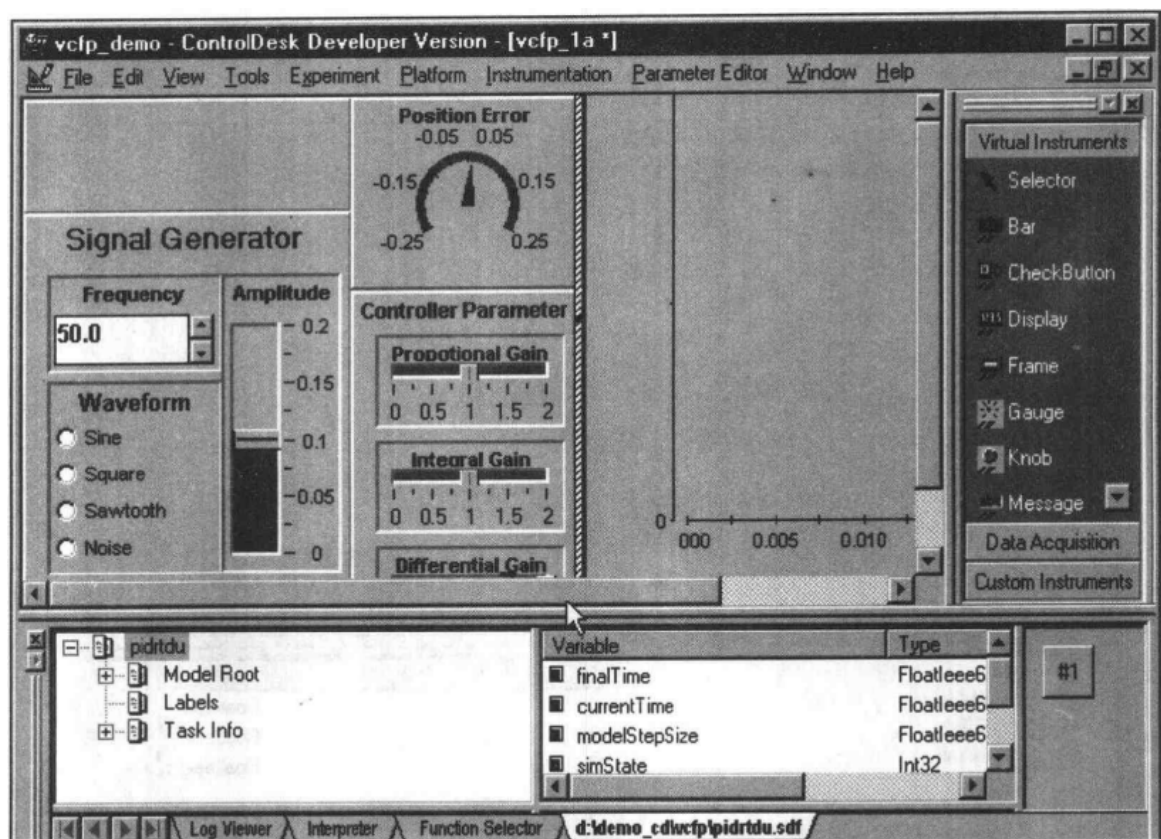 vcfp_demo - ControlDesk Developer Version - [vcfp_1a *]
File Edit View Tools Experiment Platform Instrumentation Parameter Editor Window Help
Position Error
-0.05 0.05
-0.15 0.15
-0.25 0.25
Signal Generator
Frequency
50.0
Waveform
Sine
Square
Sawtooth
Noise
Amplitude
0.2
0.15
0.1
0.05
0
Controller Parameter
Propotional Gain
0 0.5 1 1.5 2
Integral Gain
0 0.5 1 1.5 2
Differential Gain
0
000 0.005 0.010
Virtual Instruments
Selector
Bar
CheckButton
Display
Frame
Gauge
Knob
Message
Data Acquisition
Custom Instruments
pidrtdu
Model Root
Labels
Task Info
Variable Type
finalTime FloatIeee6
currentTime FloatIeee6
modelStepSize FloatIeee6
simState Int32
#1
Log Viewer Interpreter Function Selector d:\demo_cd\vcfp\pidrtdu.sdf